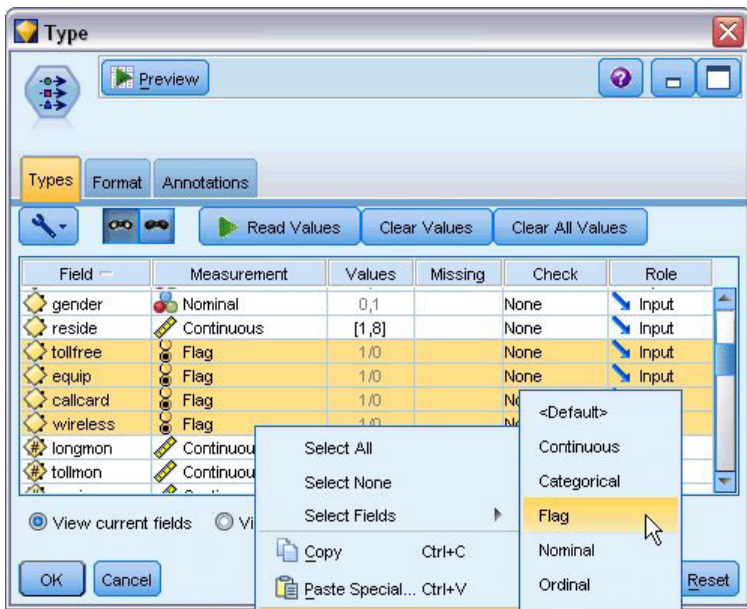 Type
Preview
Types Format Annotations
Read Values Clear Values Clear All Values
Field Measurement Values Missing Check Role
gender Nominal 0,1 None Input
reside Continuous [1,8] None Input
tollfree Flag 1/0 None Input
equip Flag 1/0 None Input
callcard Flag 1/0
wireless Flag 1/0
longmon
tollmon
View current fields
Select All
Select None
Select Fields
Copy Ctrl+C
Paste Special... Ctrl+V
<Default>
Continuous
Categorical
Flag
Nominal
Ordinal
OK Cancel Reset